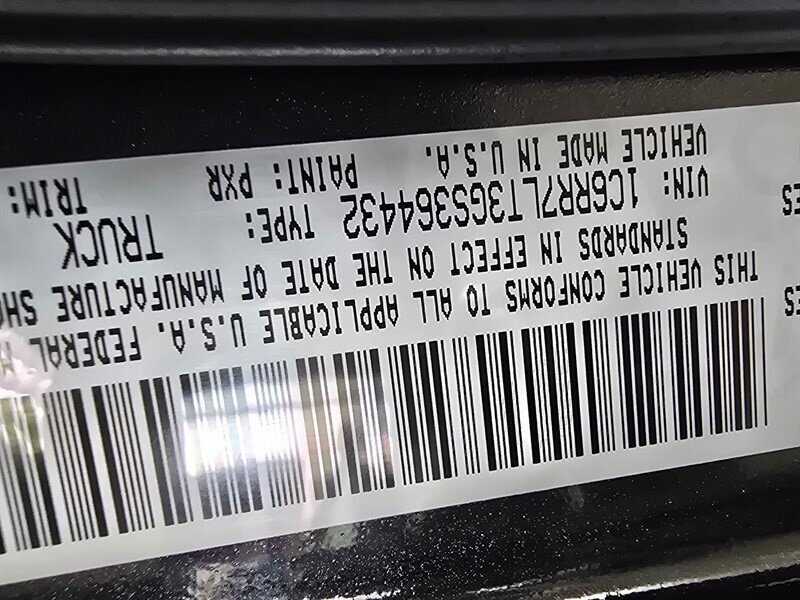 THIS VEHICLE CONFORMS TO ALL APPLICABLE U.S.A. FEDERAL
STANDARDS IN EFFECT ON THE DATE OF MANUFACTURE SH
VIN: 1C6RR7LT3GS364432 TYPE: TRUCK
VEHICLE MADE IN U.S.A. PAINT: PXR TRIM: